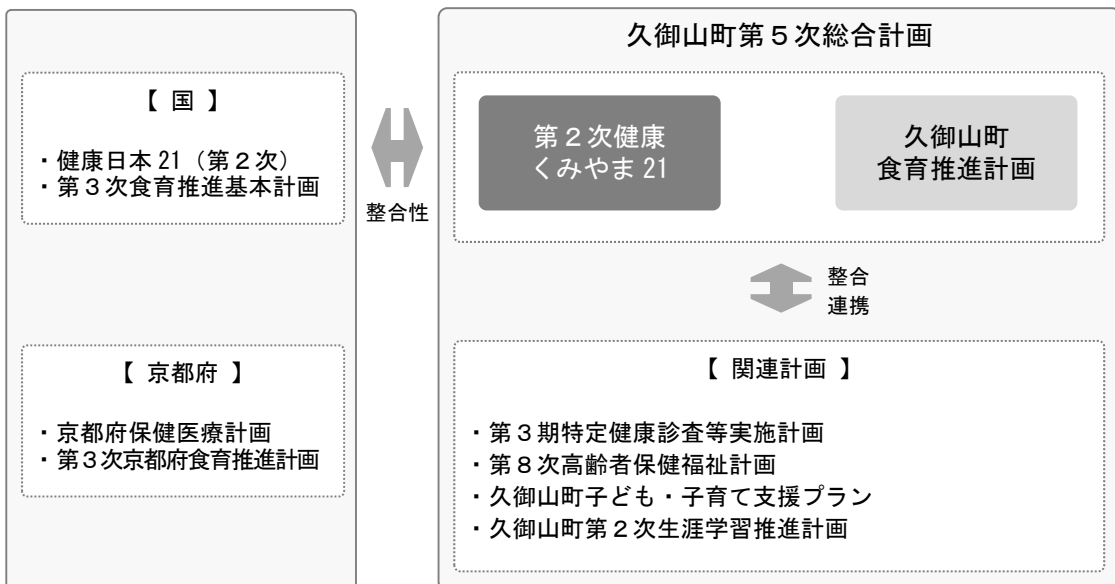 【 国 】
・健康日本 21（第２次）
・第３次食育推進基本計画
【 京都府 】
・京都府保健医療計画
・第３次京都府食育推進計画
整合性
久御山町第５次総合計画
第２次健康
くみやま 21
久御山町
食育推進計画
整合
連携
【 関連計画 】
・第３期特定健康診査等実施計画
・第８次高齢者保健福祉計画
・久御山町子ども・子育て支援プラン
・久御山町第２次生涯学習推進計画